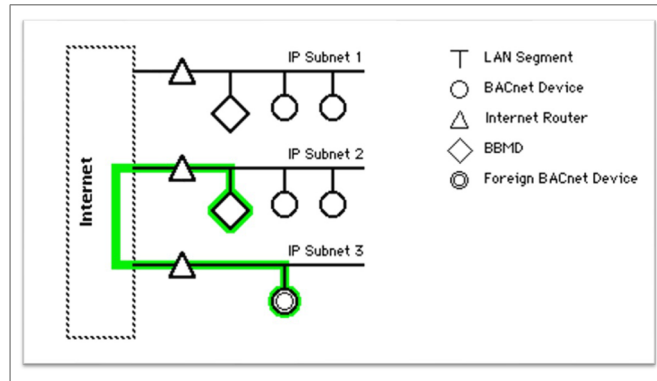 IP Subnet 1
IP Subnet 2
IP Subnet 3
Internet
LAN Segment
BACnet Device
Internet Router
BBMD
Foreign BACnet Device